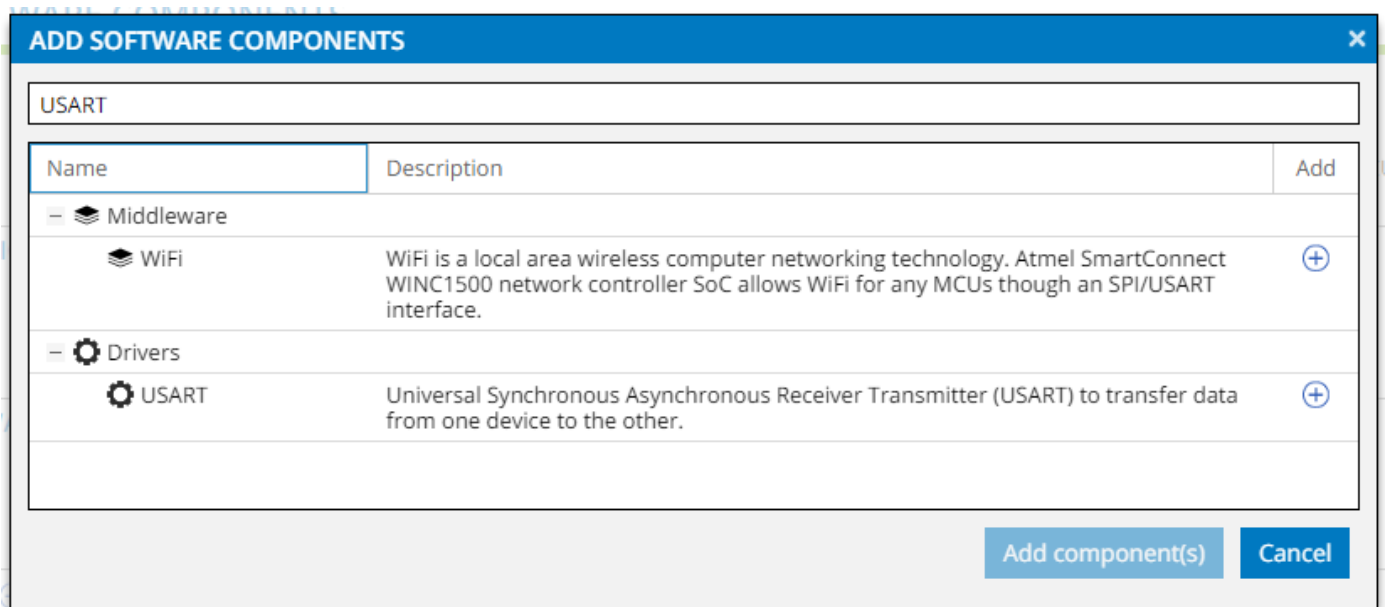 WARE COMPONENTS
ADD SOFTWARE COMPONENTS ×
USART
Name Description Add
Middleware
WiFi WiFi is a local area wireless computer networking technology. Atmel SmartConnect
WINC1500 network controller SoC allows WiFi for any MCUs though an SPI/USART
interface.
Drivers
USART Universal Synchronous Asynchronous Receiver Transmitter (USART) to transfer data
from one device to the other.
Add component(s) Cancel